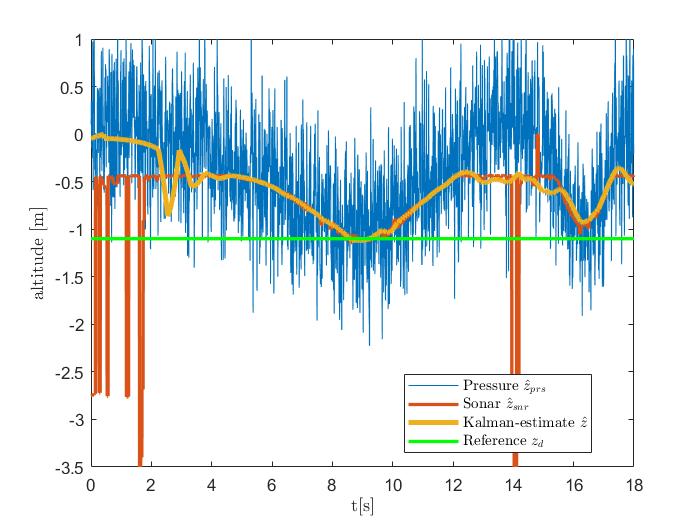 1
0.5
0
-0.5
-1
-1.5
-2
-2.5
-3
-3.5
altitude [m]
Pressure ẑ_prs
Sonar ẑ_snr
Kalman-estimate ẑ
Reference z_d
0 2 4 6 8 10 12 14 16 18
t[s]